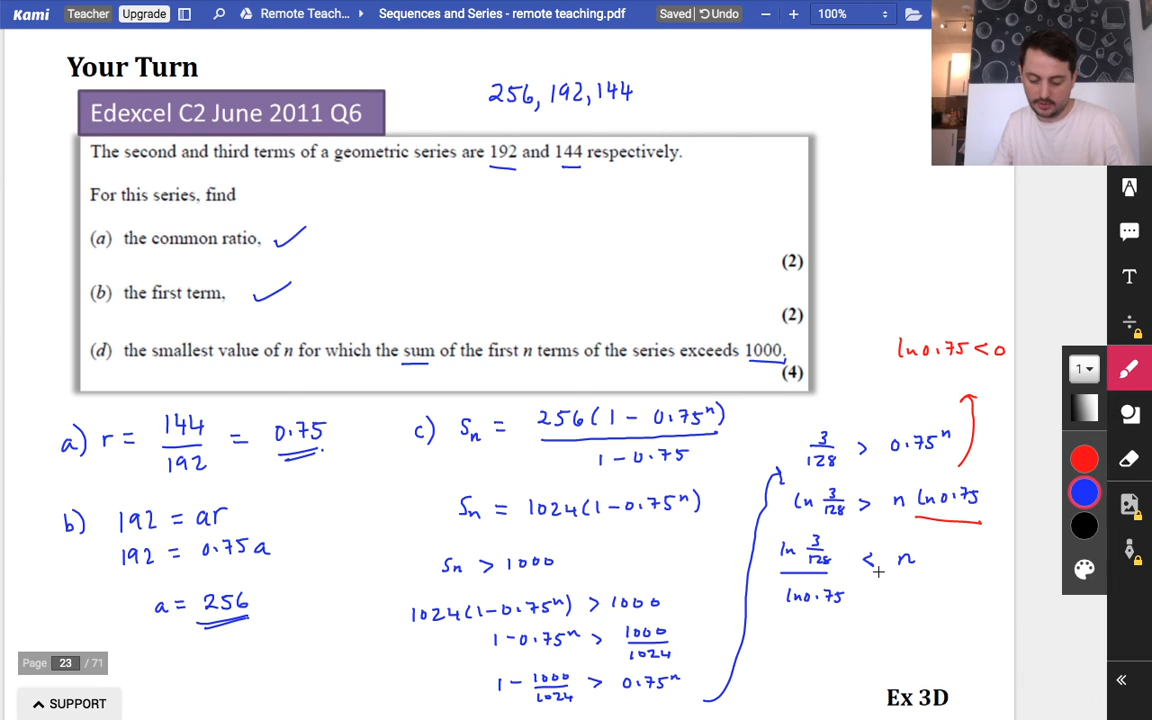 Kami Teacher Upgrade Remote Teach... Sequences and Series - remote teaching.pdf Saved Undo − + 100%
Your Turn
256, 192, 144
Edexcel C2 June 2011 Q6
The second and third terms of a geometric series are 192 and 144 respectively.
For this series, find
(a) the common ratio,
(2)
(b) the first term,
(2)
(d) the smallest value of n for which the sum of the first n terms of the series exceeds 1000.
(4)
ln0.75 < 0
a) r = 144/192 = 0.75
b) 192 = ar
192 = 0.75a
a = 256
c) Sn = 256(1 - 0.75^n)/1 - 0.75
Sn = 1024(1 - 0.75^n)
Sn > 1000
1024(1-0.75^n) > 1000
1-0.75^n > 1000/1024
1 - 1000/1024 > 0.75^n
3/128 > 0.75^n
ln 3/128 > n ln0.75
ln 3/128 / ln0.75 < n
1
T
Page 23 / 71
SUPPORT
Ex 3D